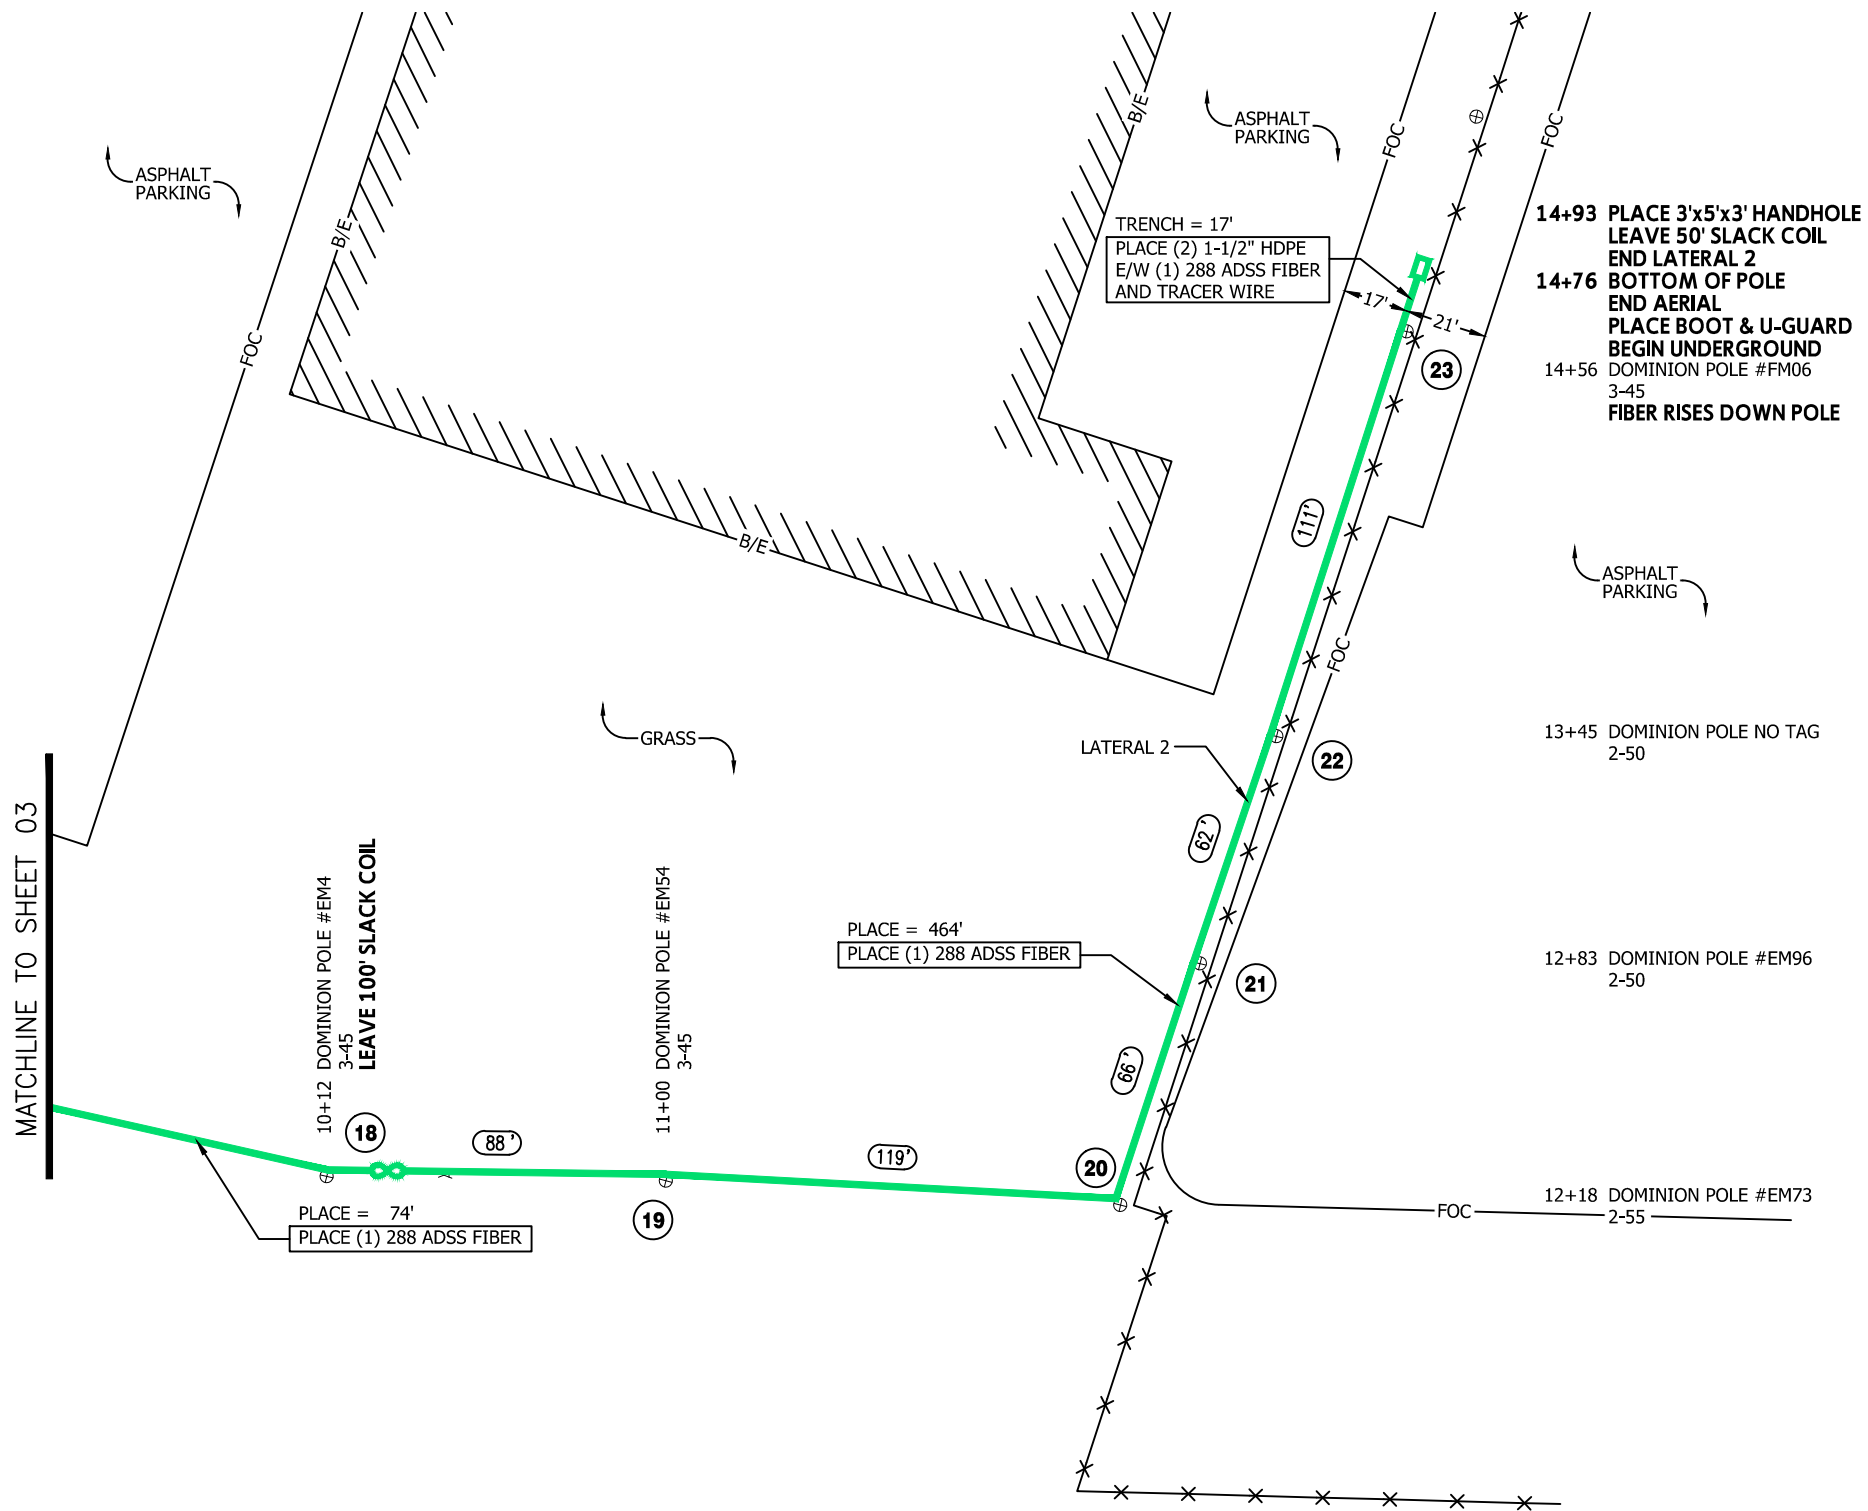 ASPHALT
PARKING
B/E
FOC
B/E
B/E
ASPHALT
PARKING
FOC
FOC
TRENCH = 17'
PLACE (2) 1-1/2" HDPE
E/W (1) 288 ADSS FIBER
AND TRACER WIRE
17'
21'
23
14+93 PLACE 3'x5'x3' HANDHOLE
LEAVE 50' SLACK COIL
END LATERAL 2
14+76 BOTTOM OF POLE
END AERIAL
PLACE BOOT & U-GUARD
BEGIN UNDERGROUND
14+56 DOMINION POLE #FM06
3-45
FIBER RISES DOWN POLE
111'
ASPHALT
PARKING
FOC
GRASS
LATERAL 2
22
13+45 DOMINION POLE NO TAG
2-50
62'
MATCHLINE TO SHEET 03
10+12 DOMINION POLE #EM4
3-45
LEAVE 100' SLACK COIL
11+00 DOMINION POLE #EM54
3-45
PLACE = 464'
PLACE (1) 288 ADSS FIBER
21
12+83 DOMINION POLE #EM96
2-50
66'
18
88'
119'
20
19
PLACE = 74'
PLACE (1) 288 ADSS FIBER
FOC
12+18 DOMINION POLE #EM73
2-55